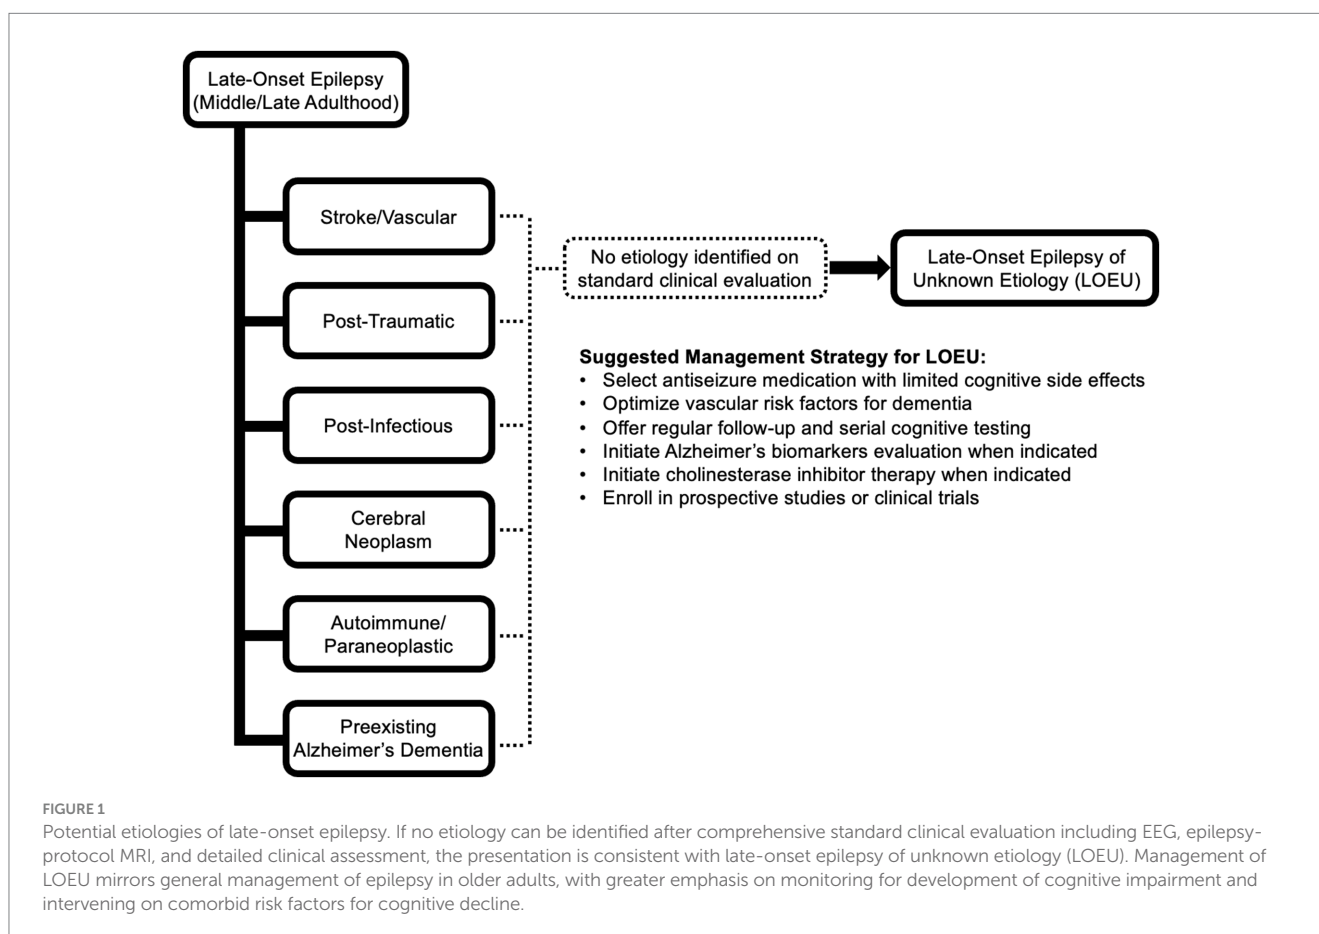 Late-Onset Epilepsy
(Middle/Late Adulthood)
Stroke/Vascular
Post-Traumatic
Post-Infectious
Cerebral
Neoplasm
Autoimmune/
Paraneoplastic
Preexisting
Alzheimer’s Dementia
No etiology identified on
standard clinical evaluation
Late-Onset Epilepsy of
Unknown Etiology (LOEU)
Suggested Management Strategy for LOEU:
• Select antiseizure medication with limited cognitive side effects
• Optimize vascular risk factors for dementia
• Offer regular follow-up and serial cognitive testing
• Initiate Alzheimer’s biomarkers evaluation when indicated
• Initiate cholinesterase inhibitor therapy when indicated
• Enroll in prospective studies or clinical trials
FIGURE 1
Potential etiologies of late-onset epilepsy. If no etiology can be identified after comprehensive standard clinical evaluation including EEG, epilepsy-
protocol MRI, and detailed clinical assessment, the presentation is consistent with late-onset epilepsy of unknown etiology (LOEU). Management of
LOEU mirrors general management of epilepsy in older adults, with greater emphasis on monitoring for development of cognitive impairment and
intervening on comorbid risk factors for cognitive decline.